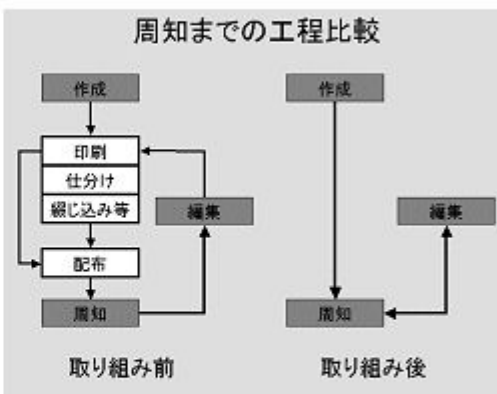 周知までの工程比較
作成
印刷
仕分け
綴じ込み等
配布
周知
編集
取り組み前
作成
編集
周知
取り組み後